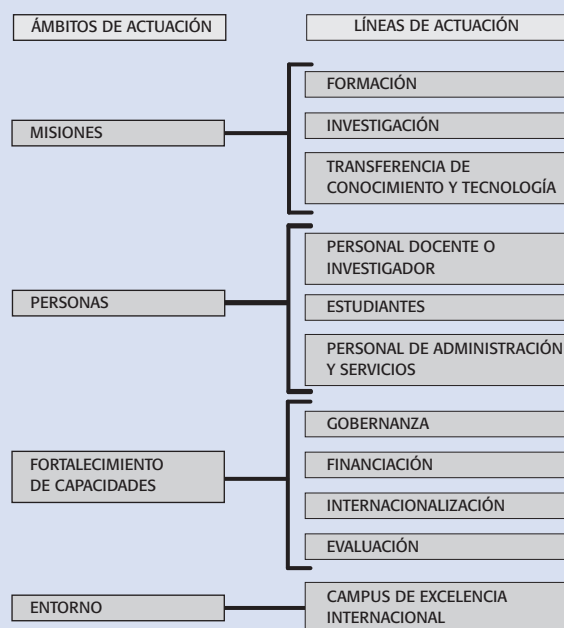 ÁMBITOS DE ACTUACIÓN
LÍNEAS DE ACTUACIÓN
MISIONES
FORMACIÓN
INVESTIGACIÓN
TRANSFERENCIA DE
CONOCIMIENTO Y TECNOLOGÍA
PERSONAS
PERSONAL DOCENTE O
INVESTIGADOR
ESTUDIANTES
PERSONAL DE ADMINISTRACIÓN
Y SERVICIOS
FORTALECIMIENTO
DE CAPACIDADES
GOBERNANZA
FINANCIACIÓN
INTERNACIONALIZACIÓN
EVALUACIÓN
ENTORNO
CAMPUS DE EXCELENCIA
INTERNACIONAL